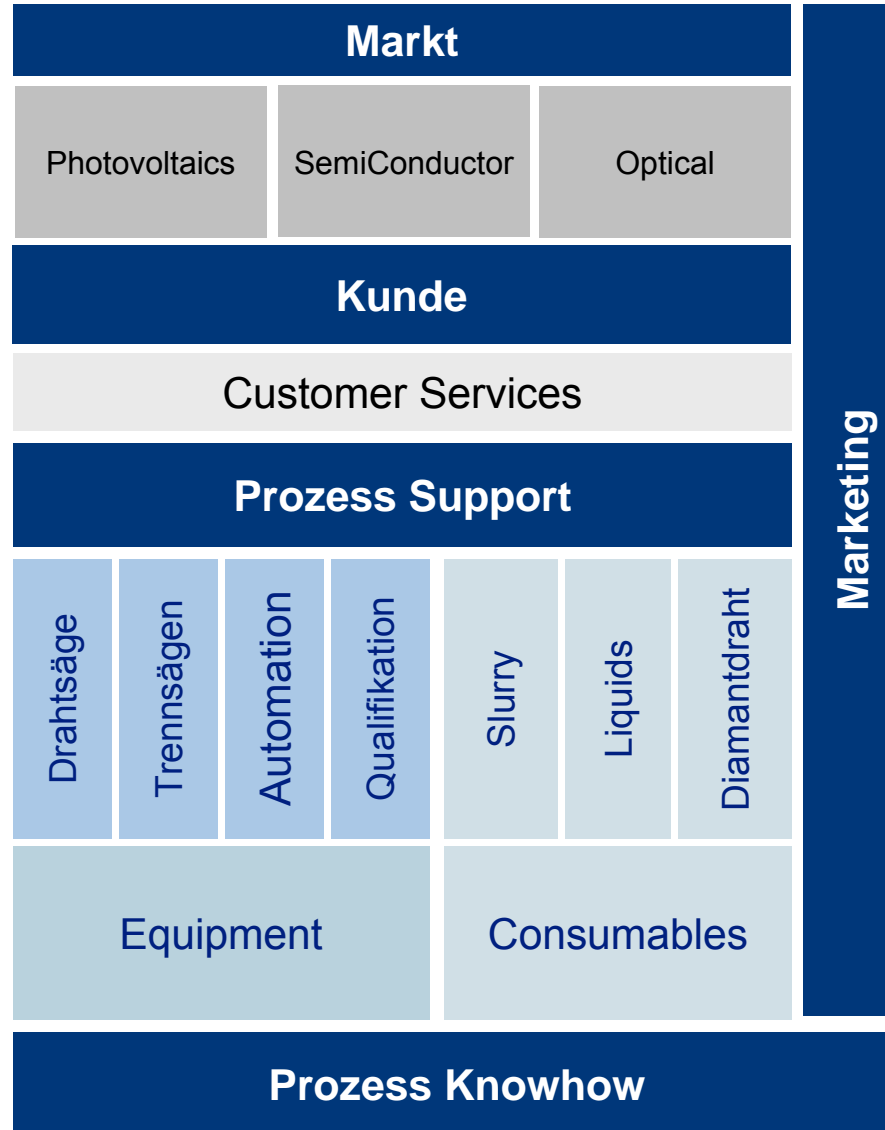 Markt
Photovoltaics
SemiConductor
Optical
Kunde
Customer Services
Prozess Support
Drahtsäge
Trennsägen
Automation
Qualifikation
Slurry
Liquids
Diamantdraht
Equipment
Consumables
Marketing
Prozess Knowhow